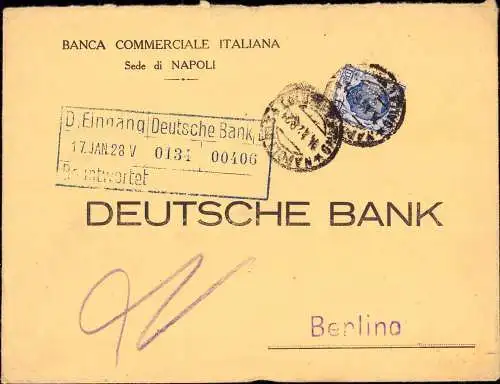 BANCA COMMERCIALE ITALIANA
Sede di NAPOLI
D. Eingang Deutsche Bank
17. JAN. 28 V 0134 00406
Beantwortet
DEUTSCHE BANK
Berlino